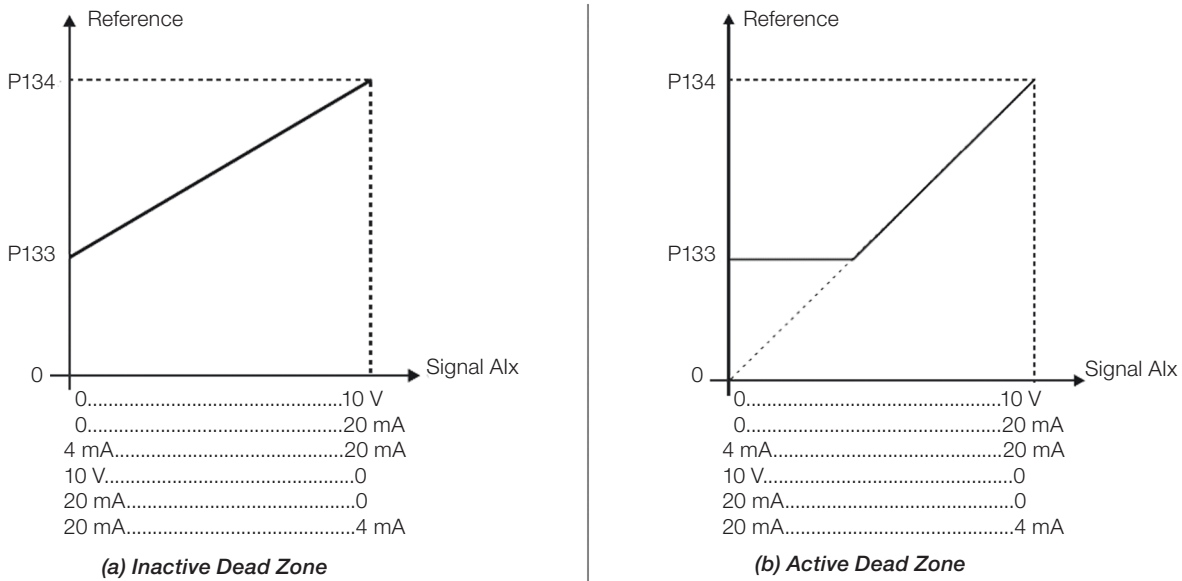 Reference
P134
P133
0
Signal AIx
0.............................................10 V
0.............................................20 mA
4 mA.........................................20 mA
10 V............................................0
20 mA.........................................0
20 mA.........................................4 mA
(a) Inactive Dead Zone
Reference
P134
P133
0
Signal AIx
0.............................................10 V
0.............................................20 mA
4 mA.........................................20 mA
10 V............................................0
20 mA.........................................0
20 mA.........................................4 mA
(b) Active Dead Zone